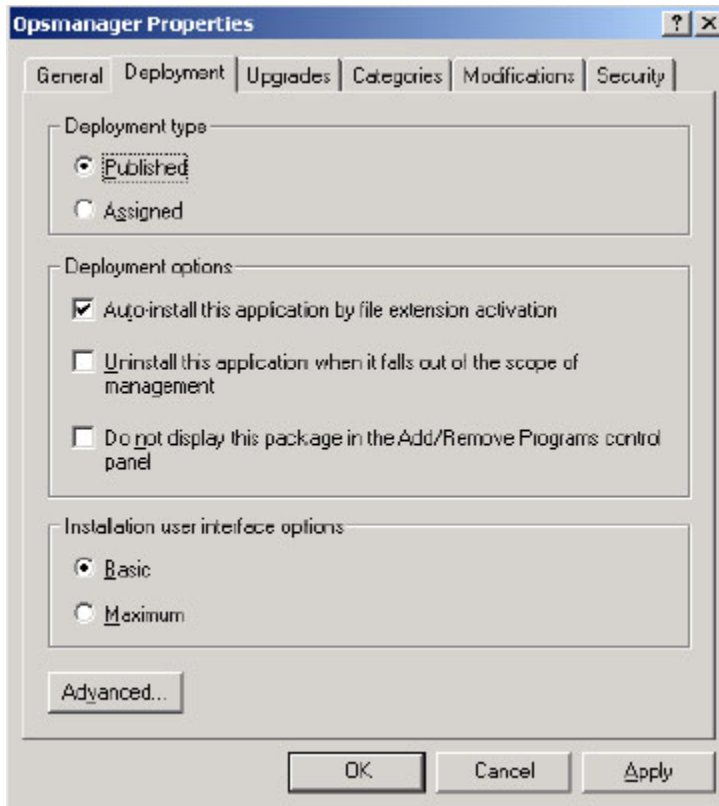 Opsmanager Properties
General Deployment Upgrades Categories Modifications Security
Deployment type
Published
Assigned
Deployment options
Auto-install this application by file extension activation
Uninstall this application when it falls out of the scope of
management
Do not display this package in the Add/Remove Programs control
panel
Installation user interface options
Basic
Maximum
Advanced...
OK Cancel Apply